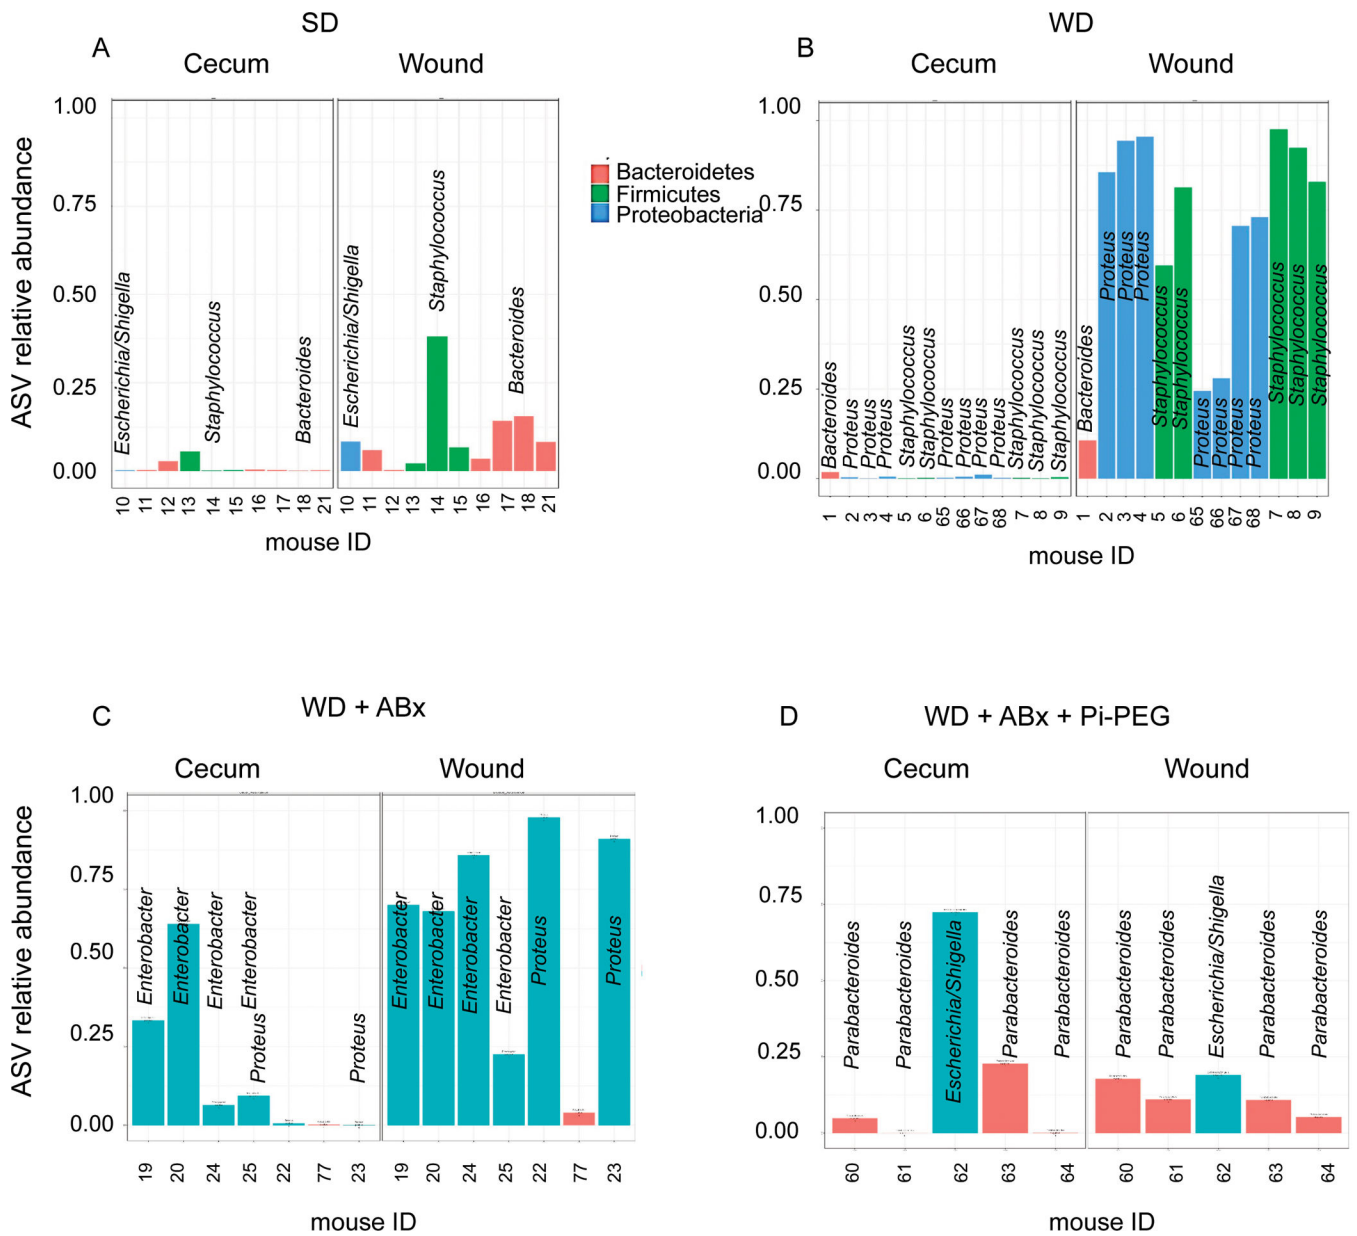 SD
A
Cecum
Wound
ASV relative abundance
1.00
0.75
0.50
0.25
0.00
Escherichia/Shigella
Staphylococcus
Bacteroides
Escherichia/Shigella
Staphylococcus
Bacteroides
10 11 12 13 14 15 16 17 18 21
10 11 12 13 14 15 16 17 18 21
mouse ID
Bacteroidetes
Firmicutes
Proteobacteria
WD
B
Cecum
Wound
1.00
0.75
0.50
0.25
0.00
Bacteroides
Proteus
Proteus
Proteus
Staphylococcus
Staphylococcus
Proteus
Proteus
Proteus
Proteus
Staphylococcus
Staphylococcus
Staphylococcus
Bacteroides
Proteus
Proteus
Proteus
Staphylococcus
Staphylococcus
Proteus
Proteus
Proteus
Proteus
Staphylococcus
Staphylococcus
Staphylococcus
1 2 3 4 5 6 65 66 67 68 7 8 9
1 2 3 4 5 6 65 66 67 68 7 8 9
mouse ID
C
WD + ABx
Cecum
Wound
ASV relative abundance
1.00
0.75
0.50
0.25
0.00
Enterobacter
Enterobacter
Enterobacter
Enterobacter
Proteus
Proteus
Enterobacter
Enterobacter
Enterobacter
Enterobacter
Proteus
Proteus
19 20 24 25 22 77 23
19 20 24 25 22 77 23
mouse ID
D
WD + ABx + Pi-PEG
Cecum
Wound
1.00
0.75
0.50
0.25
0.00
Parabacteroides
Parabacteroides
Escherichia/Shigella
Parabacteroides
Parabacteroides
Parabacteroides
Parabacteroides
Escherichia/Shigella
Parabacteroides
Parabacteroides
60 61 62 63 64
60 61 62 63 64
mouse ID